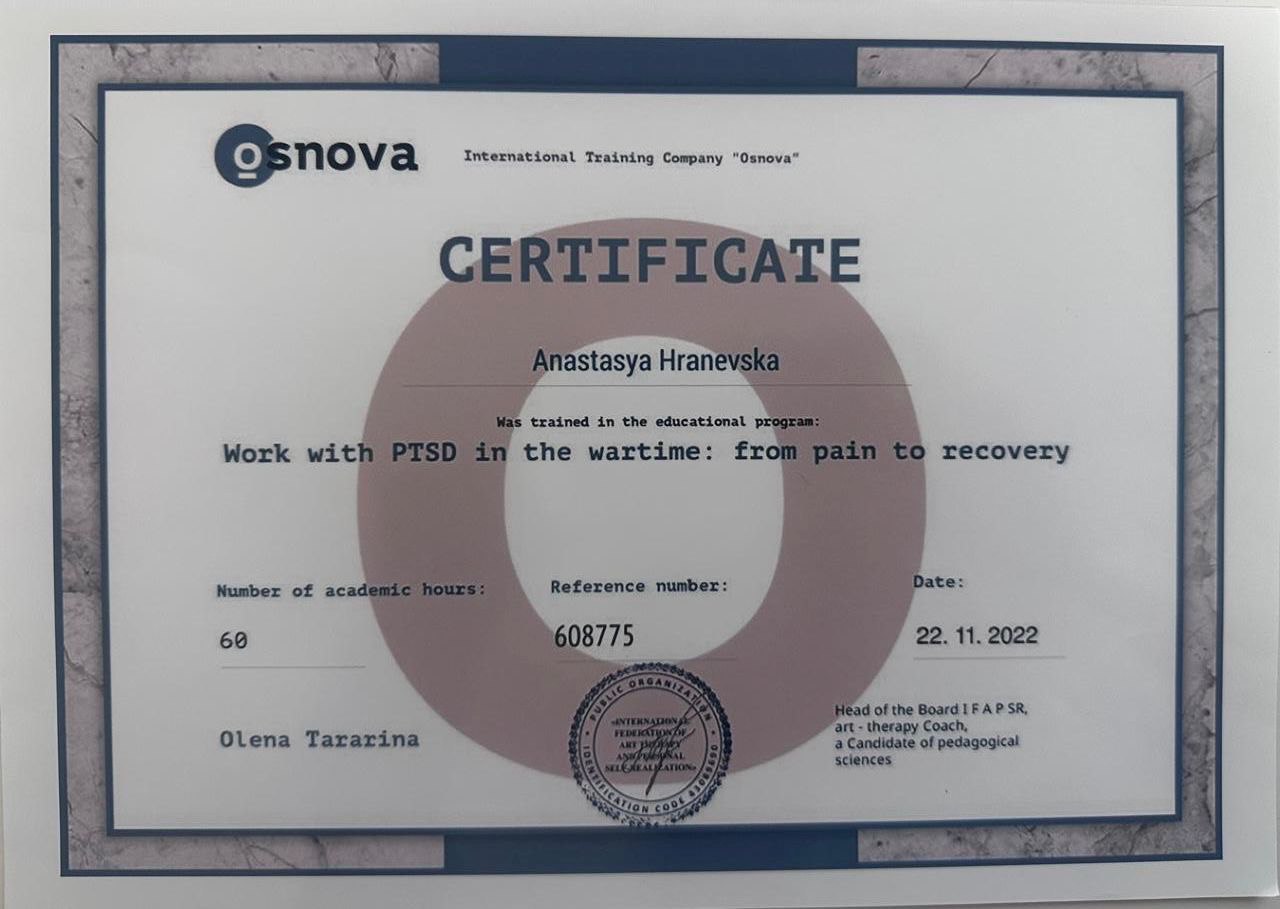 osnova
International Training Company "Osnova"
CERTIFICATE
Anastasya Hranevska
Was trained in the educational program:
Work with PTSD in the wartime: from pain to recovery
Number of academic hours:
60
Reference number:
608775
Date:
22. 11. 2022
Olena Tararina
PUBLIC ORGANIZATION
«INTERNATIONAL
FEDERATION OF
ART THERAPY
AND PERSONAL
SELF-REALIZATION»
IDENTIFICATION CODE
Head of the Board I F A P SR,
art - therapy Coach,
a Candidate of pedagogical
sciences